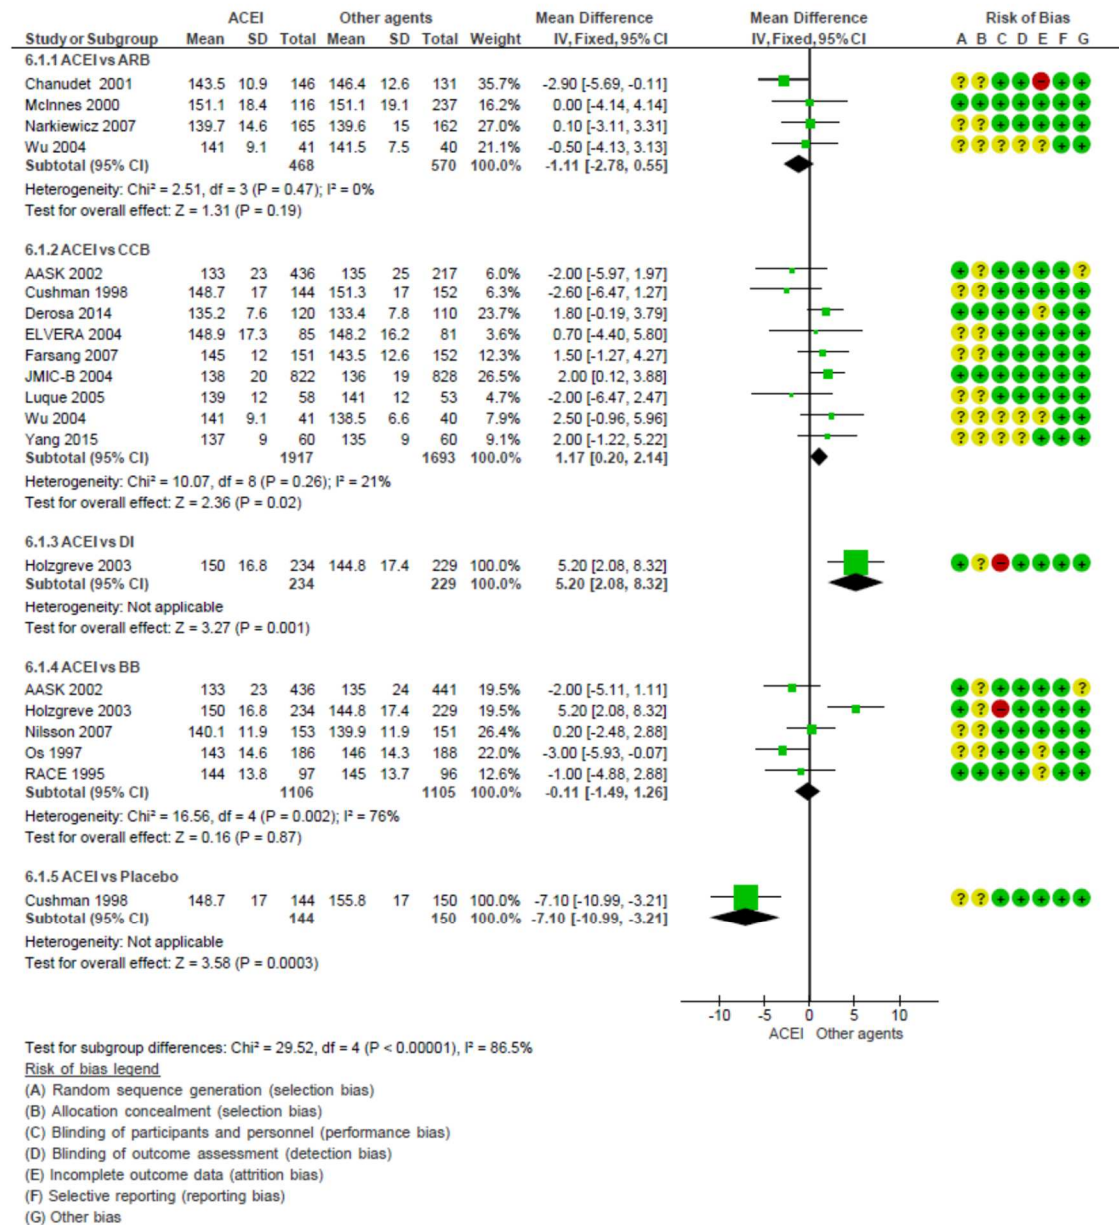 ACEI Other agents Mean Difference Mean Difference Risk of Bias
Study or Subgroup Mean SD Total Mean SD Total Weight IV, Fixed, 95% CI IV, Fixed, 95% CI A B C D E F G
6.1.1 ACEI vs ARB
Chanudet 2001 143.5 10.9 146 146.4 12.6 131 35.7% -2.90 [-5.69, -0.11] ? ? + + - + +
McInnes 2000 151.1 18.4 116 151.1 19.1 237 16.2% 0.00 [-4.14, 4.14] + + + + + + +
Narkiewicz 2007 139.7 14.6 165 139.6 15 162 27.0% 0.10 [-3.11, 3.31] ? ? + + + + +
Wu 2004 141 9.1 41 141.5 7.5 40 21.1% -0.50 [-4.13, 3.13] ? ? ? ? ? + +
Subtotal (95% CI) 468 570 100.0% -1.11 [-2.78, 0.55]
Heterogeneity: Chi² = 2.51, df = 3 (P = 0.47); I² = 0%
Test for overall effect: Z = 1.31 (P = 0.19)
6.1.2 ACEI vs CCB
AASK 2002 133 23 436 135 25 217 6.0% -2.00 [-5.97, 1.97] + ? + + + + ?
Cushman 1998 148.7 17 144 151.3 17 152 6.3% -2.60 [-6.47, 1.27] ? ? + + + + +
Derosa 2014 135.2 7.6 120 133.4 7.8 110 23.7% 1.80 [-0.19, 3.79] + + + + ? + +
ELVERA 2004 148.9 17.3 85 148.2 16.2 81 3.6% 0.70 [-4.40, 5.80] ? ? + + + + +
Farsang 2007 145 12 151 143.5 12.6 152 12.3% 1.50 [-1.27, 4.27] ? ? + + + + +
JMIC-B 2004 138 20 822 136 19 828 26.5% 2.00 [0.12, 3.88] + + + + + + +
Luque 2005 139 12 58 141 12 53 4.7% -2.00 [-6.47, 2.47] ? ? + + + + +
Wu 2004 141 9.1 41 138.5 6.6 40 7.9% 2.50 [-0.96, 5.96] ? ? ? ? ? + +
Yang 2015 137 9 60 135 9 60 9.1% 2.00 [-1.22, 5.22] ? ? ? ? + + +
Subtotal (95% CI) 1917 1693 100.0% 1.17 [0.20, 2.14]
Heterogeneity: Chi² = 10.07, df = 8 (P = 0.26); I² = 21%
Test for overall effect: Z = 2.36 (P = 0.02)
6.1.3 ACEI vs DI
Holzgreve 2003 150 16.8 234 144.8 17.4 229 100.0% 5.20 [2.08, 8.32] + ? - + + + +
Subtotal (95% CI) 234 229 100.0% 5.20 [2.08, 8.32]
Heterogeneity: Not applicable
Test for overall effect: Z = 3.27 (P = 0.001)
6.1.4 ACEI vs BB
AASK 2002 133 23 436 135 24 441 19.5% -2.00 [-5.11, 1.11] + ? + + + + ?
Holzgreve 2003 150 16.8 234 144.8 17.4 229 19.5% 5.20 [2.08, 8.32] + ? - + + + +
Nilsson 2007 140.1 11.9 153 139.9 11.9 151 26.4% 0.20 [-2.48, 2.88] ? ? + + + + +
Os 1997 143 14.6 186 146 14.3 188 22.0% -3.00 [-5.93, -0.07] ? ? + + ? + +
RACE 1995 144 13.8 97 145 13.7 96 12.6% -1.00 [-4.88, 2.88] + + + + ? + +
Subtotal (95% CI) 1106 1105 100.0% -0.11 [-1.49, 1.26]
Heterogeneity: Chi² = 16.56, df = 4 (P = 0.002); I² = 76%
Test for overall effect: Z = 0.16 (P = 0.87)
6.1.5 ACEI vs Placebo
Cushman 1998 148.7 17 144 155.8 17 150 100.0% -7.10 [-10.99, -3.21] ? ? + + + + +
Subtotal (95% CI) 144 150 100.0% -7.10 [-10.99, -3.21]
Heterogeneity: Not applicable
Test for overall effect: Z = 3.58 (P = 0.0003)
-10 -5 0 5 10
ACEI Other agents
Test for subgroup differences: Chi² = 29.52, df = 4 (P < 0.00001), I² = 86.5%
Risk of bias legend
(A) Random sequence generation (selection bias)
(B) Allocation concealment (selection bias)
(C) Blinding of participants and personnel (performance bias)
(D) Blinding of outcome assessment (detection bias)
(E) Incomplete outcome data (attrition bias)
(F) Selective reporting (reporting bias)
(G) Other bias